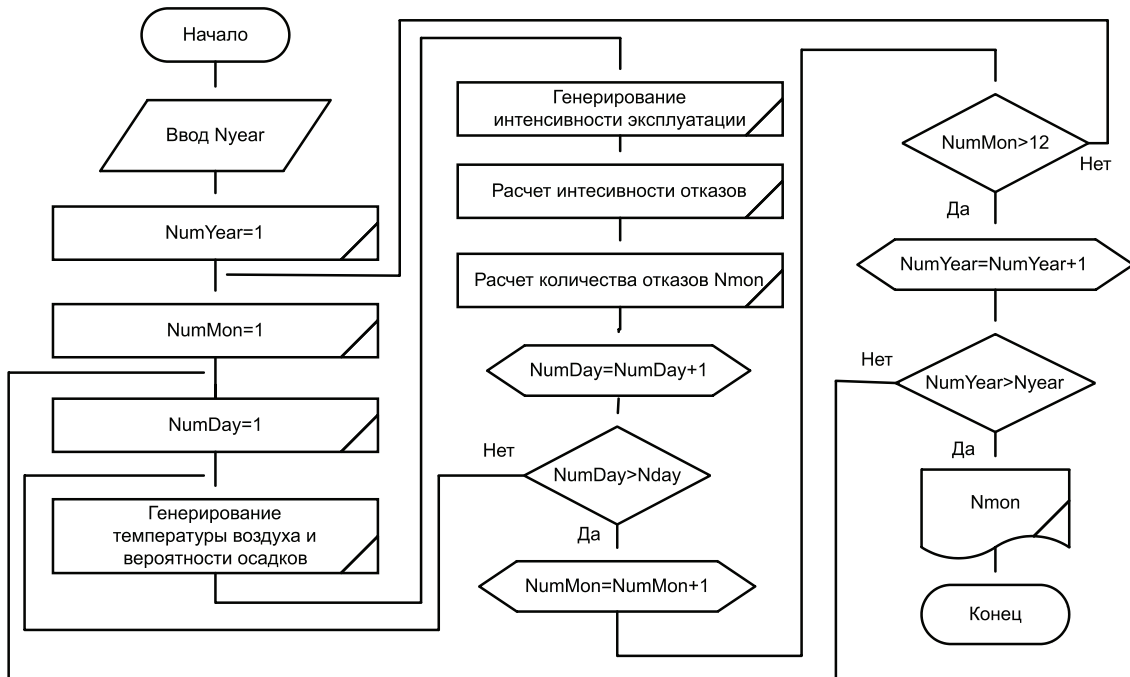 Начало
Ввод Nyear
NumYear=1
NumMon=1
NumDay=1
Генерирование
температуры воздуха и
вероятности осадков
Генерирование
интенсивности эксплуатации
Расчет интесивности отказов
Расчет количества отказов Nmon
NumDay=NumDay+1
Нет
NumDay>Nday
Да
NumMon=NumMon+1
NumMon>12
Нет
Да
NumYear=NumYear+1
Нет
NumYear>Nyear
Да
Nmon
Конец